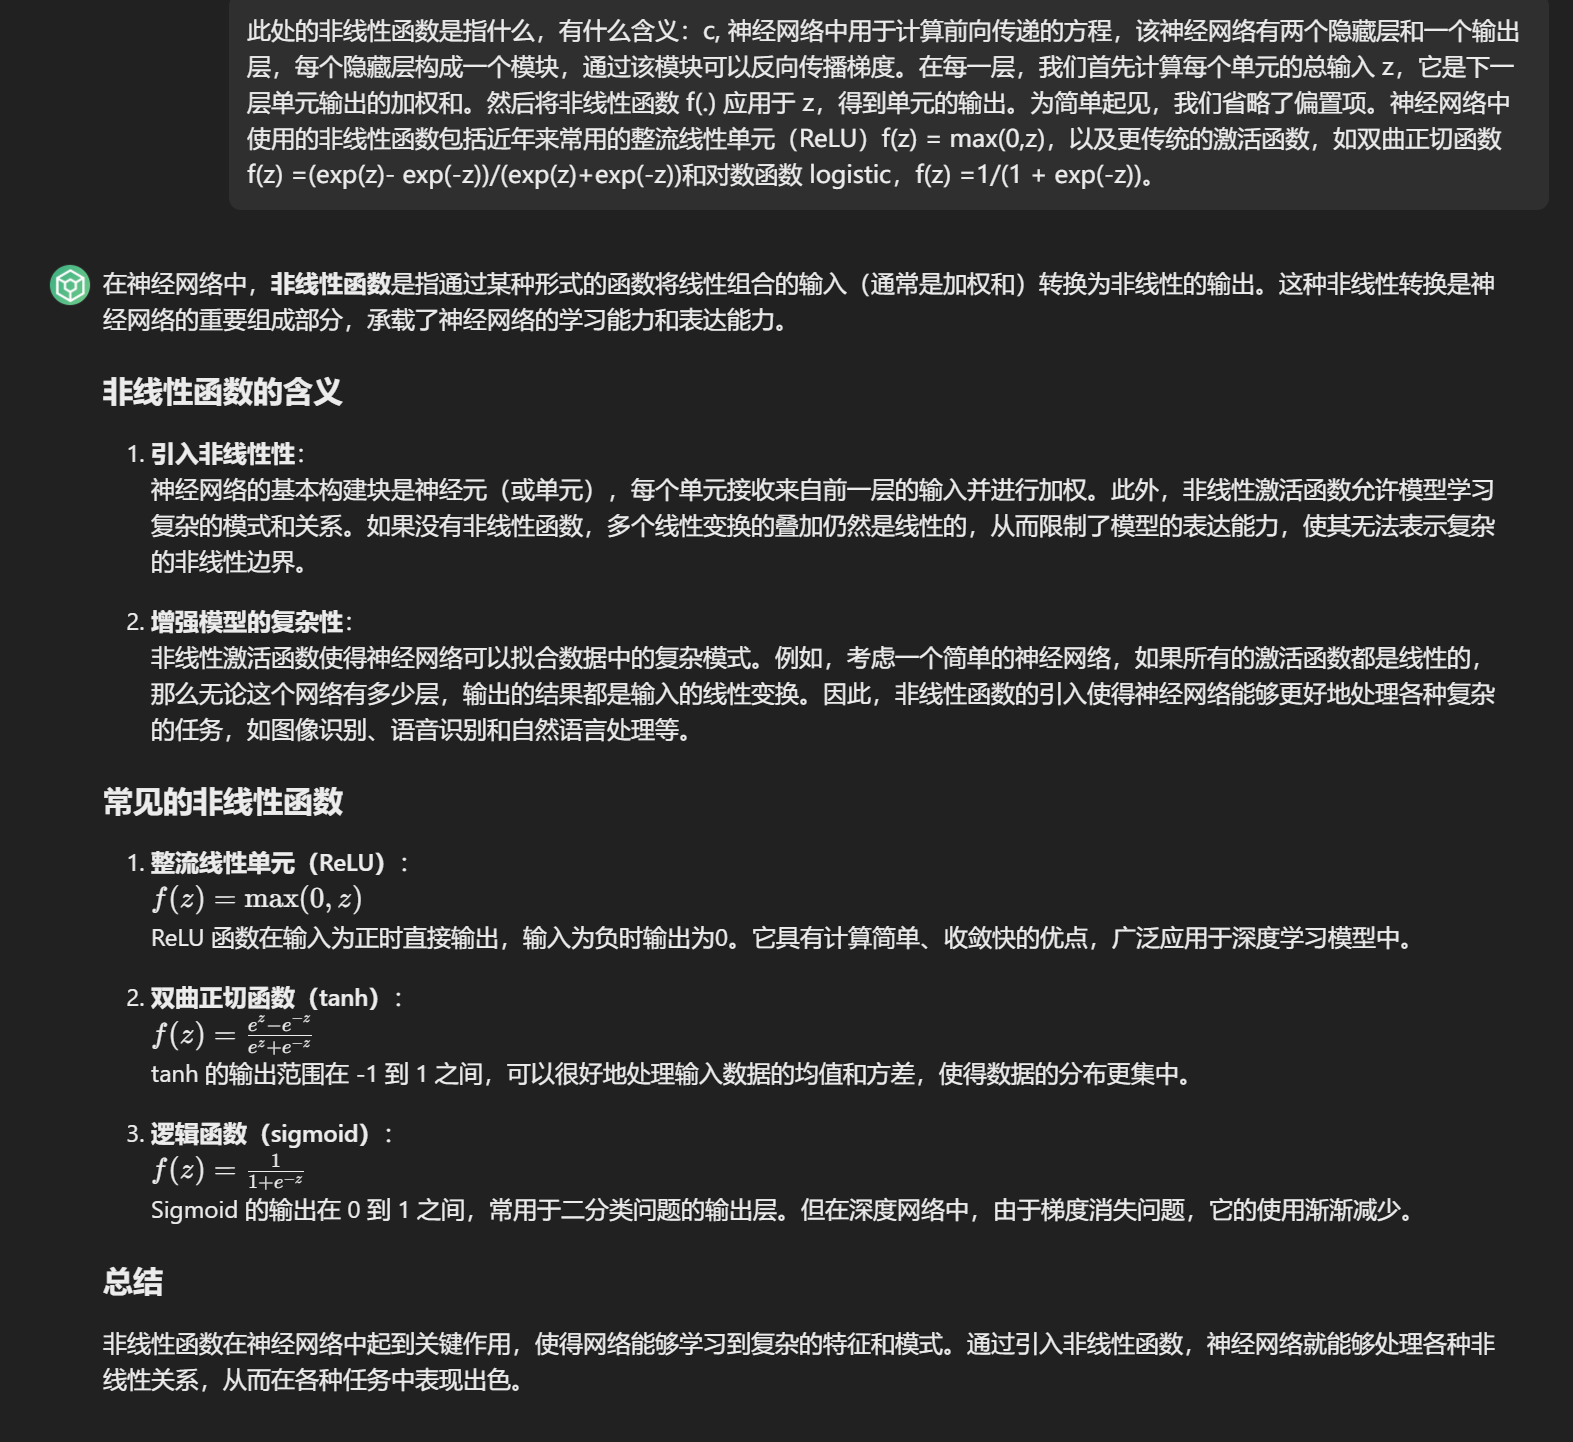 此处的非线性函数是指什么，有什么含义：c, 神经网络中用于计算前向传递的方程，该神经网络有两个隐藏层和一个输出
层，每个隐藏层构成一个模块，通过该模块可以反向传播梯度。在每一层，我们首先计算每个单元的总输入 z，它是下一
层单元输出的加权和。然后将非线性函数 f(.) 应用于 z，得到单元的输出。为简单起见，我们省略了偏置项。神经网络中
使用的非线性函数包括近年来常用的整流线性单元（ReLU）f(z) = max(0,z)，以及更传统的激活函数，如双曲正切函数
f(z) =(exp(z)- exp(-z))/(exp(z)+exp(-z))和对数函数 logistic，f(z) =1/(1 + exp(-z))。
在神经网络中，非线性函数是指通过某种形式的函数将线性组合的输入（通常是加权和）转换为非线性的输出。这种非线性转换是神
经网络的重要组成部分，承载了神经网络的学习能力和表达能力。
非线性函数的含义
1. 引入非线性性：
神经网络的基本构建块是神经元（或单元），每个单元接收来自前一层的输入并进行加权。此外，非线性激活函数允许模型学习
复杂的模式和关系。如果没有非线性函数，多个线性变换的叠加仍然是线性的，从而限制了模型的表达能力，使其无法表示复杂
的非线性边界。
2. 增强模型的复杂性：
非线性激活函数使得神经网络可以拟合数据中的复杂模式。例如，考虑一个简单的神经网络，如果所有的激活函数都是线性的，
那么无论这个网络有多少层，输出的结果都是输入的线性变换。因此，非线性函数的引入使得神经网络能够更好地处理各种复杂
的任务，如图像识别、语音识别和自然语言处理等。
常见的非线性函数
1. 整流线性单元（ReLU）：
f(z) = max(0, z)
ReLU 函数在输入为正时直接输出，输入为负时输出为0。它具有计算简单、收敛快的优点，广泛应用于深度学习模型中。
2. 双曲正切函数（tanh）：
f(z) = \frac{e^z-e^{-z}}{e^z+e^{-z}}
tanh 的输出范围在 -1 到 1 之间，可以很好地处理输入数据的均值和方差，使得数据的分布更集中。
3. 逻辑函数（sigmoid）：
f(z) = \frac{1}{1+e^{-z}}
Sigmoid 的输出在 0 到 1 之间，常用于二分类问题的输出层。但在深度网络中，由于梯度消失问题，它的使用渐渐减少。
总结
非线性函数在神经网络中起到关键作用，使得网络能够学习到复杂的特征和模式。通过引入非线性函数，神经网络就能够处理各种非
线性关系，从而在各种任务中表现出色。